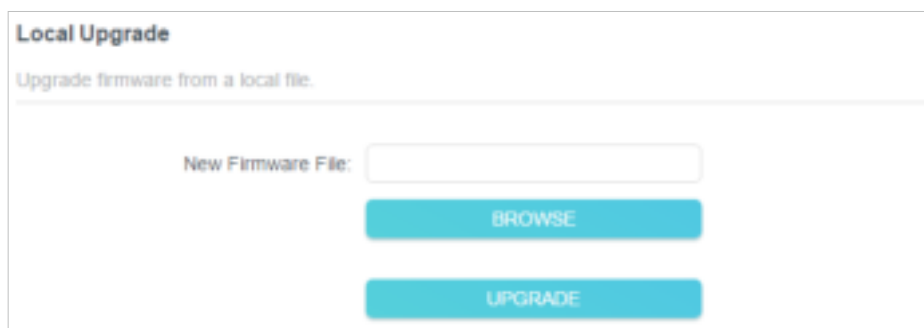 Local Upgrade
Upgrade firmware from a local file.
New Firmware File:
BROWSE
UPGRADE